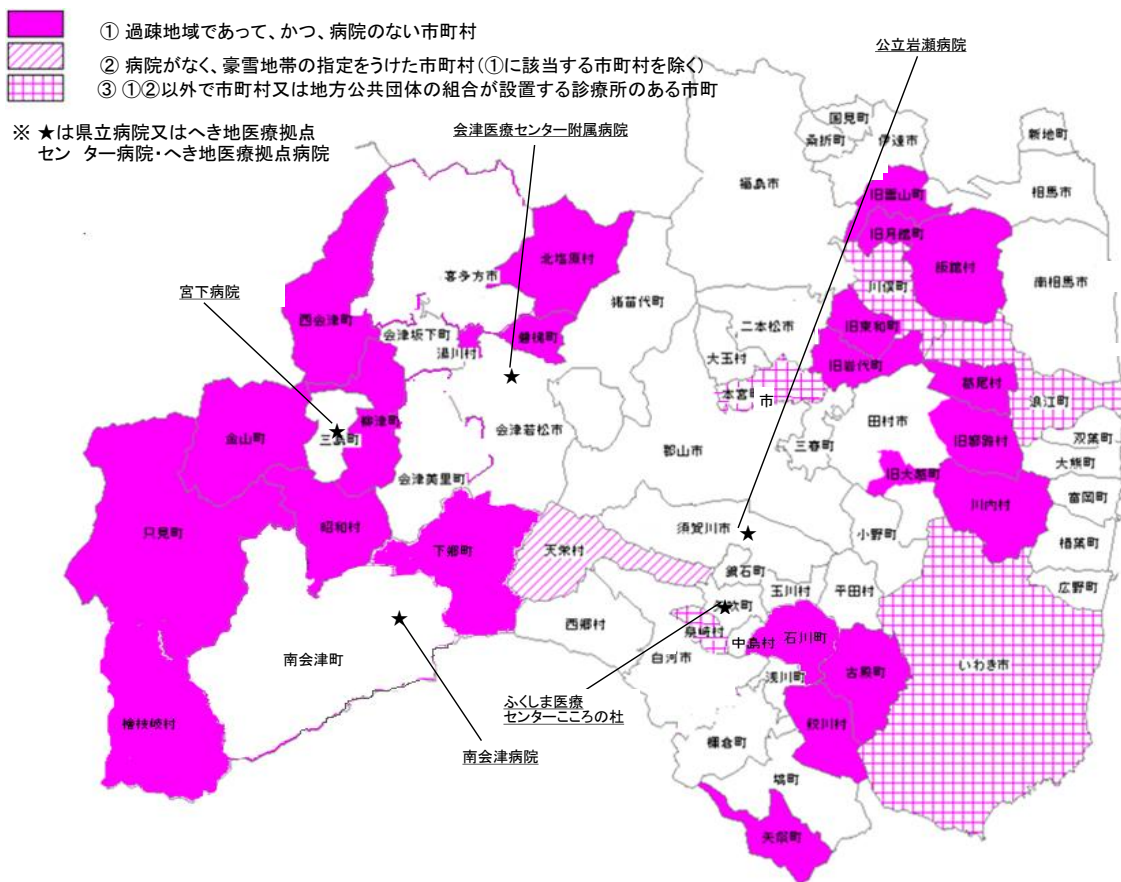 ① 過疎地域であって、かつ、病院のない市町村
② 病院がなく、豪雪地帯の指定をうけた市町村(①に該当する市町村を除く)
③ ①②以外で市町村又は地方公共団体の組合が設置する診療所のある市町
※ ★は県立病院又はへき地医療拠点
セン ター病院・へき地医療拠点病院
公立岩瀬病院
会津医療センター附属病院
宮下病院
国見町
桑折町
伊達市
新地町
福島市
相馬市
旧霊山町
旧月舘町
飯舘村
川俣町
南相馬市
北塩原村
喜多方市
猪苗代町
西会津町
会津坂下町
湯川村
磐梯町
二本松市
大玉村
本宮町
市
旧東和町
旧岩代町
葛尾村
浪江町
双葉町
大熊町
富岡町
楢葉町
広野町
金山町
三島町
柳津町
会津若松市
会津美里町
郡山市
三春町
田村市
旧都路村
旧大越町
川内村
只見町
昭和村
下郷町
天栄村
須賀川市
鏡石町
玉川村
平田村
小野町
矢吹町
泉崎村
中島村
石川町
西郷村
白河市
浅川町
古殿町
いわき市
南会津町
檜枝岐村
鮫川村
棚倉町
塙町
矢祭町
ふくしま医療
センターこころの杜
南会津病院